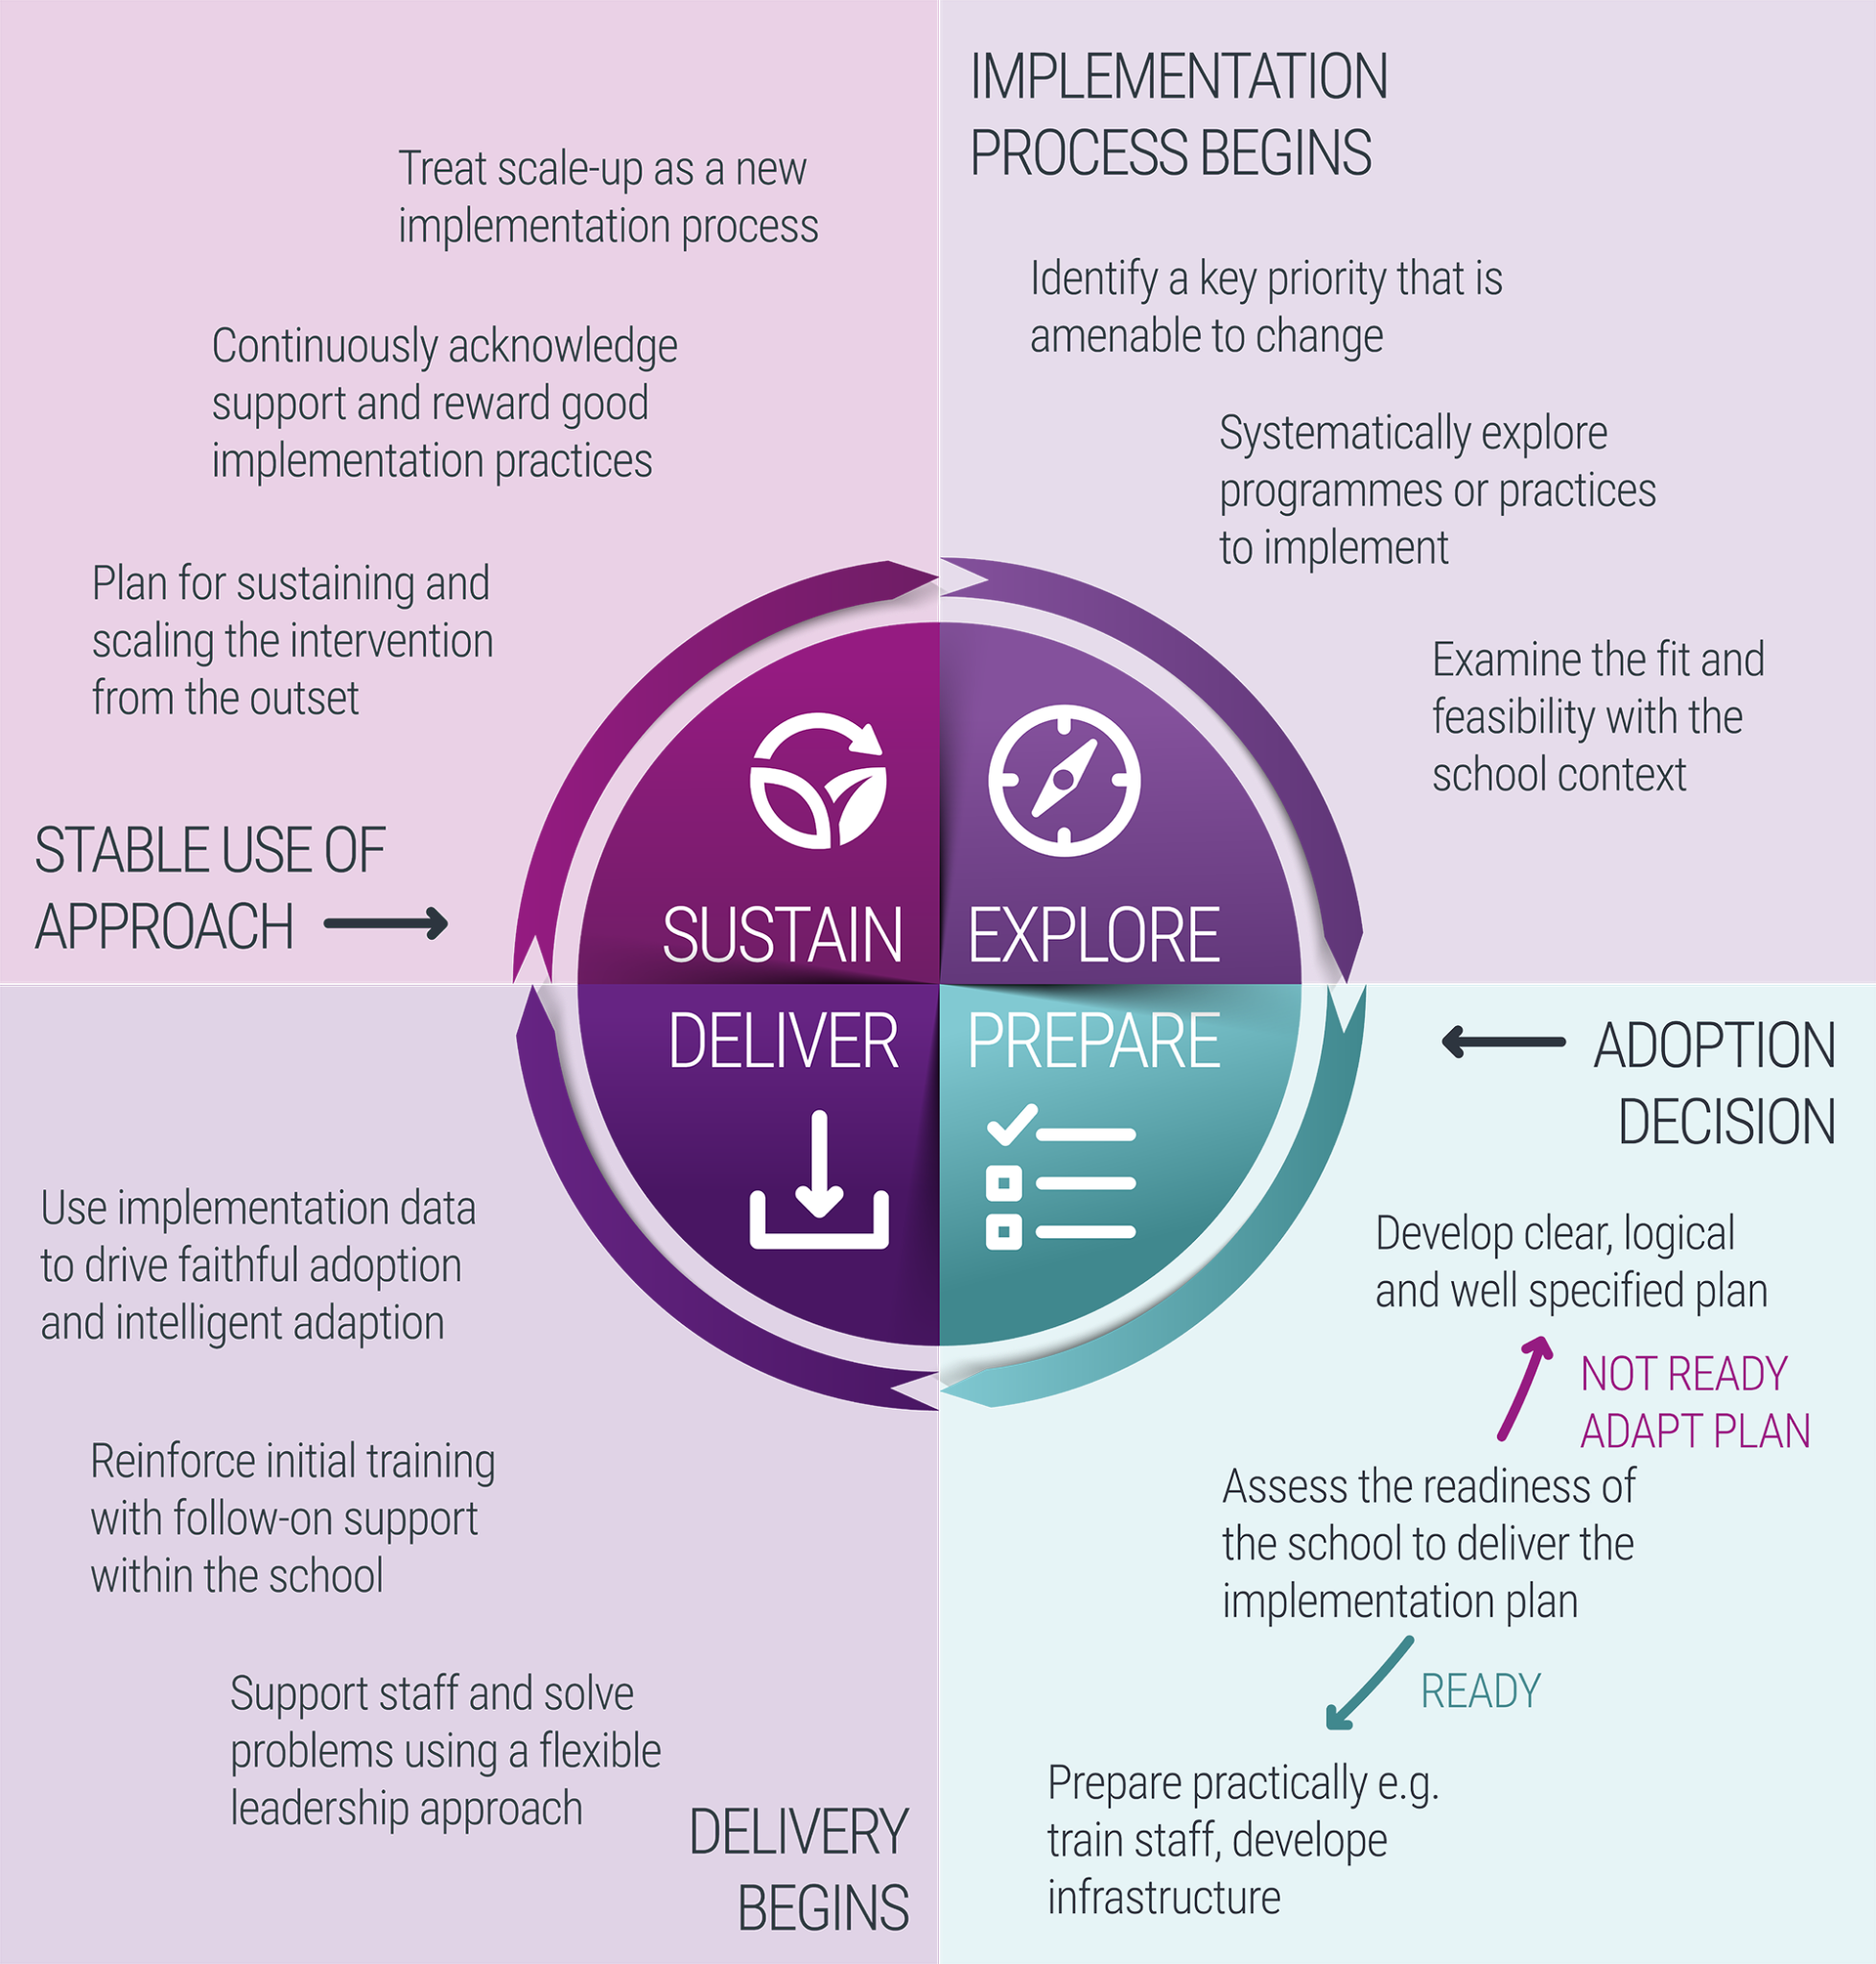 IMPLEMENTATION
PROCESS BEGINS
Identify a key priority that is
amenable to change
Systematically explore
programmes or practices
to implement
Examine the fit and
feasibility with the
school context
EXPLORE
ADOPTION
DECISION
PREPARE
Develop clear, logical
and well specified plan
NOT READY
ADAPT PLAN
Assess the readiness of
the school to deliver the
implementation plan
READY
Prepare practically e.g.
train staff, develope
infrastructure
DELIVERY
BEGINS
DELIVER
Support staff and solve
problems using a flexible
leadership approach
Reinforce initial training
with follow-on support
within the school
Use implementation data
to drive faithful adoption
and intelligent adaption
STABLE USE OF
APPROACH
SUSTAIN
Plan for sustaining and
scaling the intervention
from the outset
Continuously acknowledge
support and reward good
implementation practices
Treat scale-up as a new
implementation process